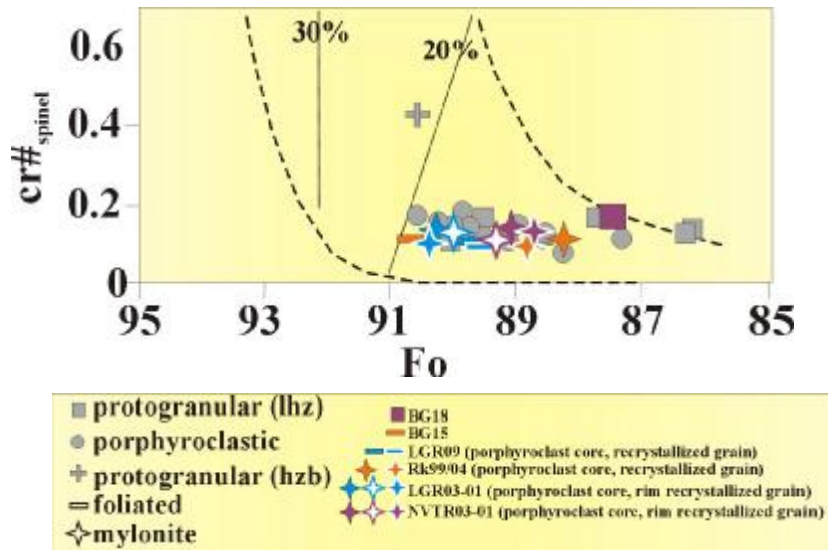 0.6
30%
20%
0.4
cr#spinel
0.2
0
95 93 91 89 87 85
Fo
protogranular (lhz)
porphyroclastic
protogranular (hzb)
foliated
mylonite
BG18
BG15
LGR09 (porphyroclast core, recrystallized grain)
Rk99/04 (porphyroclast core, recrystallized grain)
LGR03-01 (porphyroclast core, rim recrystallized grain)
NVTR03-01 (porphyroclast core, rim recrystallized grain)